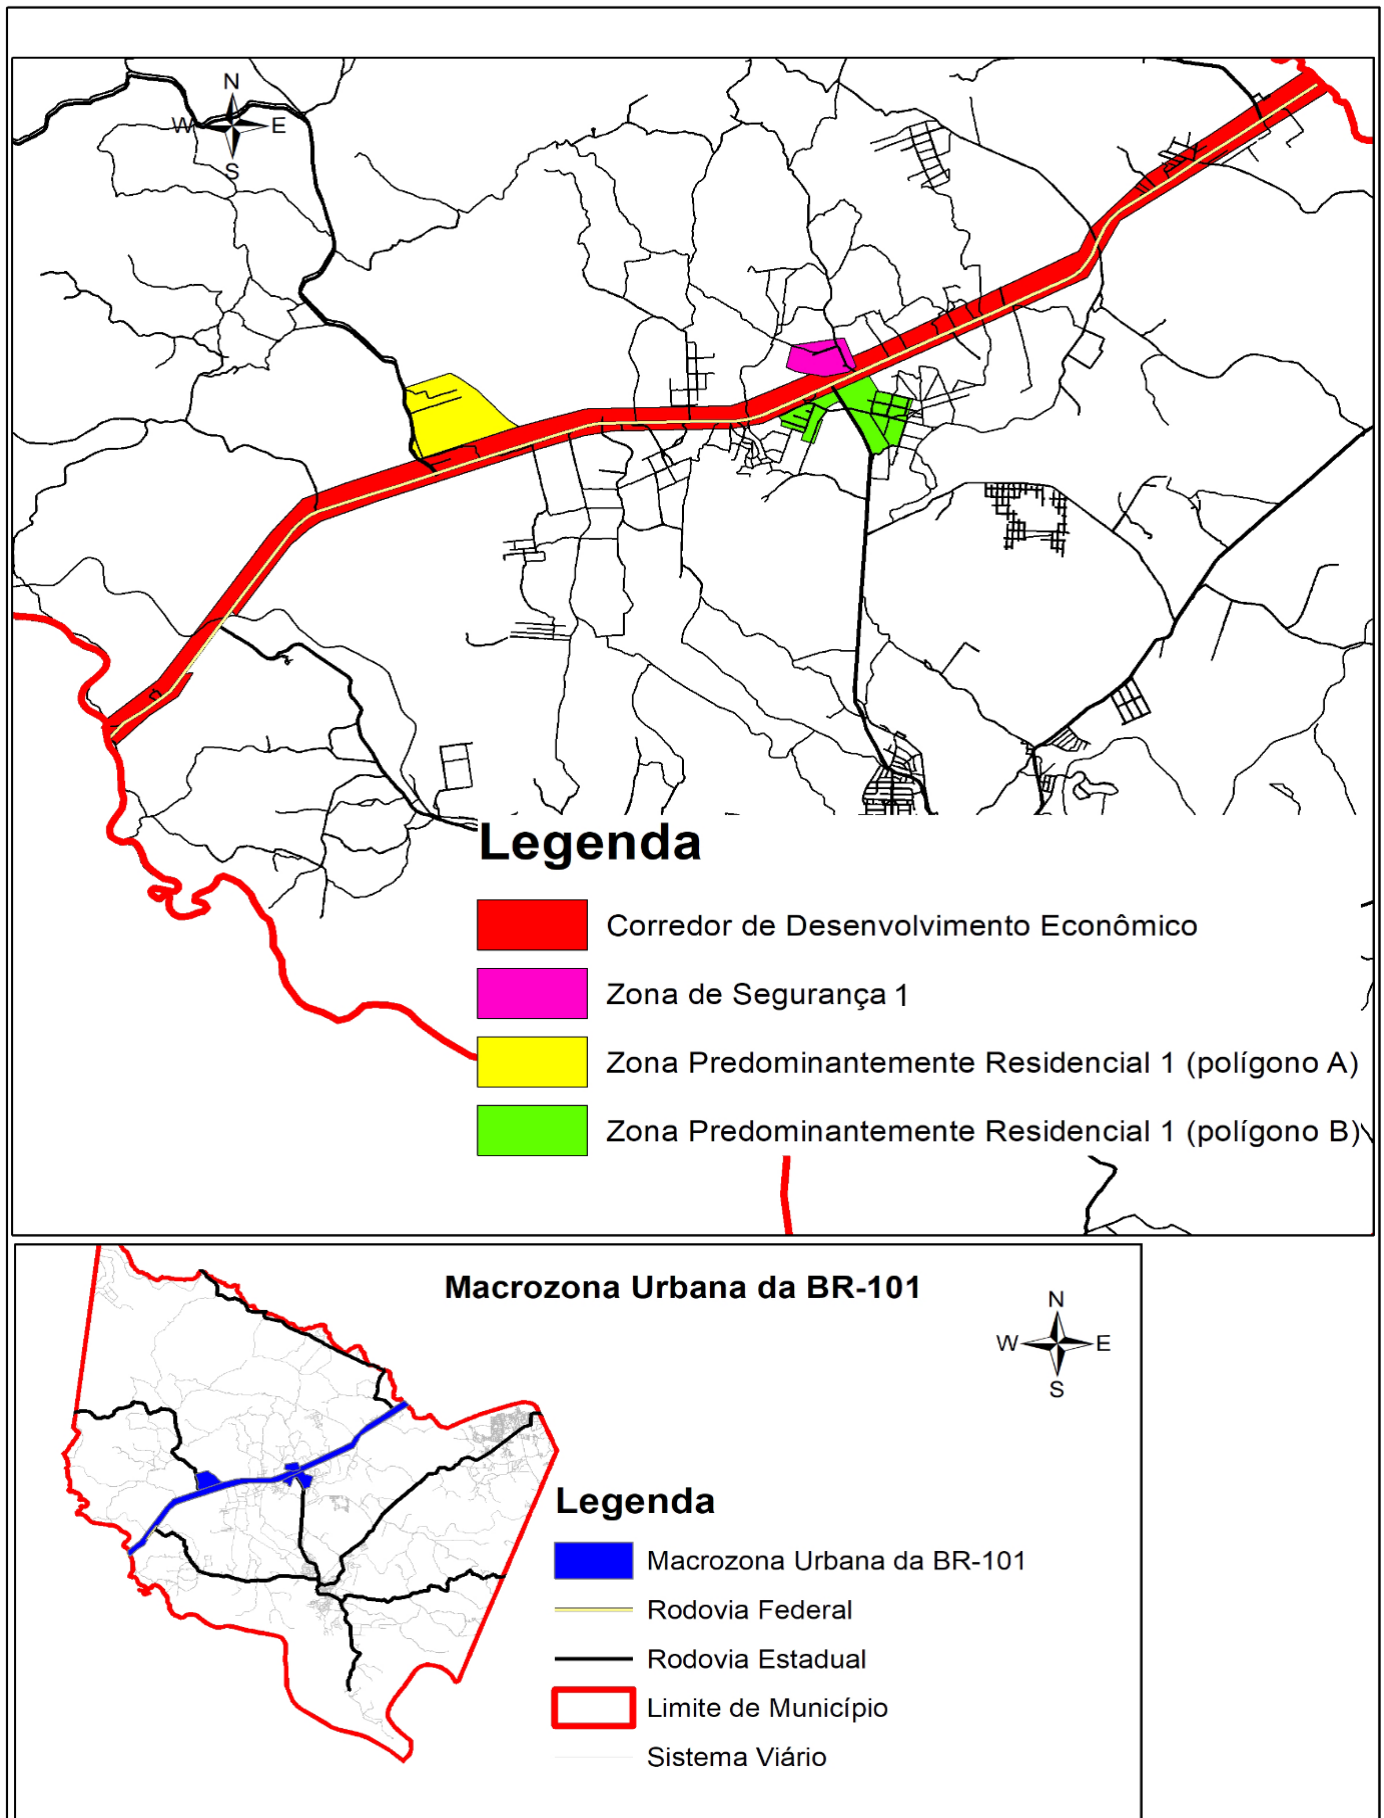 N
W E
S
Legenda
Corredor de Desenvolvimento Econômico
Zona de Segurança 1
Zona Predominantemente Residencial 1 (polígono A)
Zona Predominantemente Residencial 1 (polígono B)
Macrozona Urbana da BR-101
N
W E
S
Legenda
Macrozona Urbana da BR-101
Rodovia Federal
Rodovia Estadual
Limite de Município
Sistema Viário